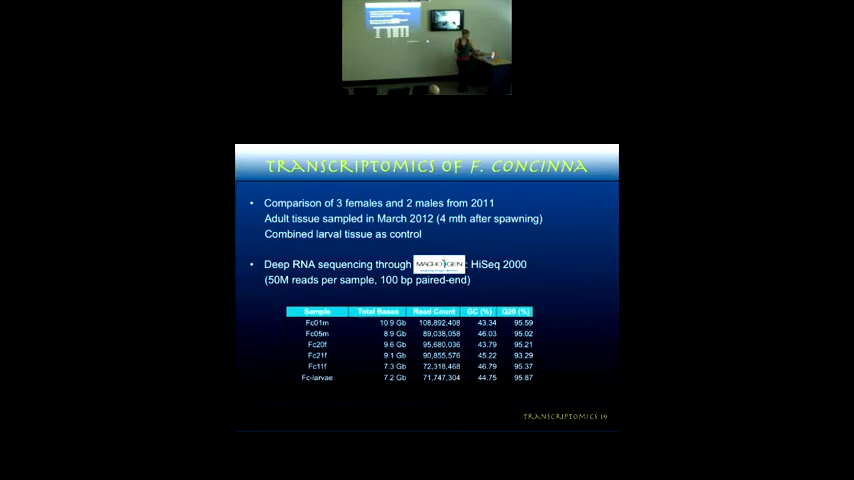 TRANSCRIPTOMICS OF F. CONCINNA
• Comparison of 3 females and 2 males from 2011
Adult tissue sampled in March 2012 (4 mth after spawning)
Combined larval tissue as control
• Deep RNA sequencing through MACROGEN: HiSeq 2000
(50M reads per sample, 100 bp paired-end)
Sample Total Bases Read Count GC (%) Q20 (%)
Fc01m 10.9 Gb 108,892,408 43.34 95.59
Fc05m 8.9 Gb 89,038,058 46.03 95.02
Fc20f 9.6 Gb 95,680,036 43.79 95.21
Fc21f 9.1 Gb 90,855,576 45.22 93.29
Fc11f 7.3 Gb 72,318,468 46.79 95.37
Fc-larvae 7.2 Gb 71,747,304 44.75 95.87
TRANSCRIPTOMICS 19